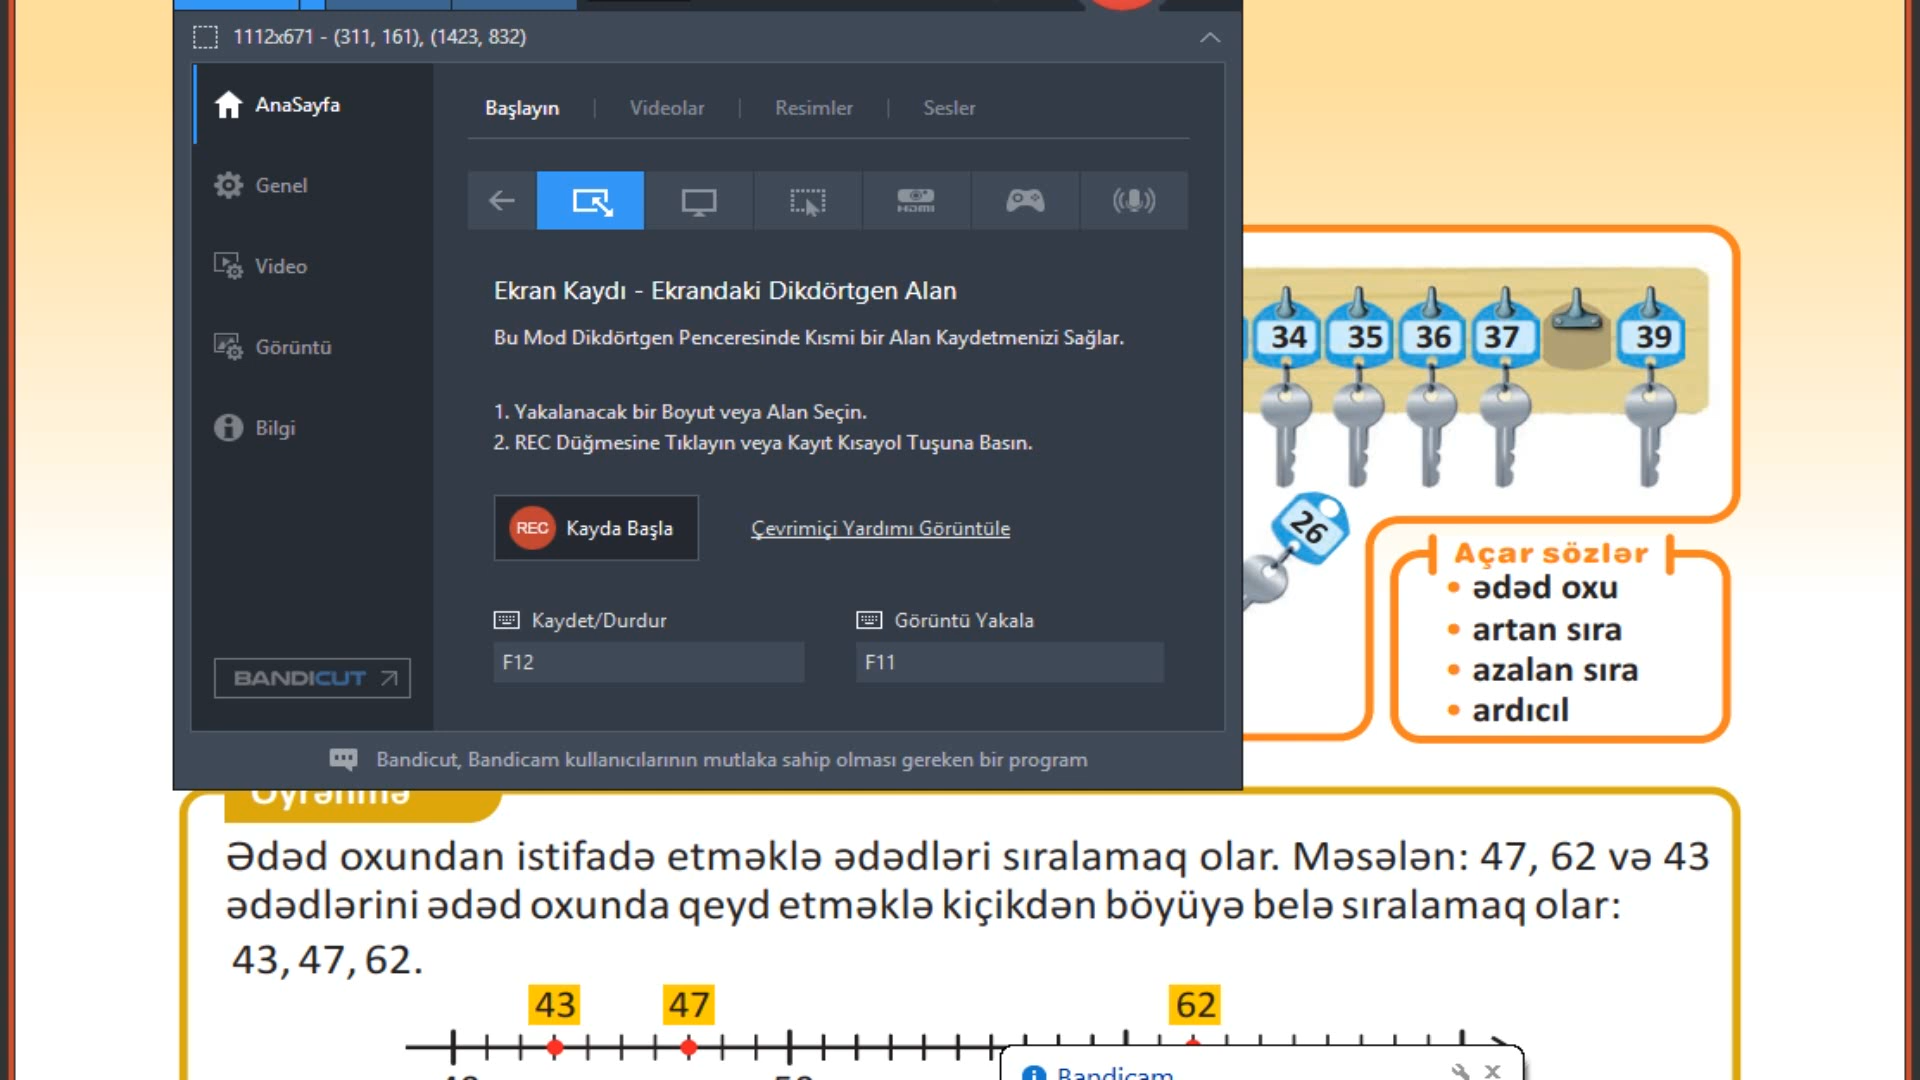 1112x671 - (311, 161), (1423, 832)
AnaSayfa
Genel
Video
Görüntü
Bilgi
BANDICUT
Başlayın
Videolar
Resimler
Sesler
HDMI
Ekran Kaydı - Ekrandaki Dikdörtgen Alan
Bu Mod Dikdörtgen Penceresinde Kısmi bir Alan Kaydetmenizi Sağlar.
1. Yakalanacak bir Boyut veya Alan Seçin.
2. REC Düğmesine Tıklayın veya Kayıt Kısayol Tuşuna Basın.
REC Kayda Başla
Çevrimiçi Yardımı Görüntüle
Kaydet/Durdur
Görüntü Yakala
F12
F11
Bandicut, Bandicam kullanıcılarının mutlaka sahip olması gereken bir program
34 35 36 37 39
26
Açar sözlər
• ədəd oxu
• artan sıra
• azalan sıra
• ardıcıl
Öyrənmə
Ədəd oxundan istifadə etməklə ədədləri sıralamaq olar. Məsələn: 47, 62 və 43
ədədlərini ədəd oxunda qeyd etməklə kiçikdən böyüyə belə sıralamaq olar:
43, 47, 62.
43 47 62
Bandicam